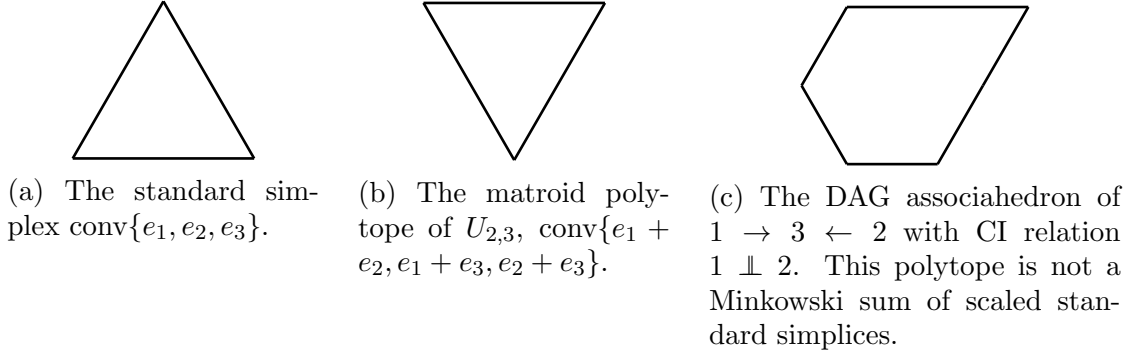 (a) The standard sim-
plex conv{e₁, e₂, e₃}.
(b) The matroid poly-
tope of U₂,₃, conv{e₁ +
e₂, e₁ + e₃, e₂ + e₃}.
(c) The DAG associahedron of
1 → 3 ← 2 with CI relation
1 ⫫ 2. This polytope is not a
Minkowski sum of scaled stan-
dard simplices.